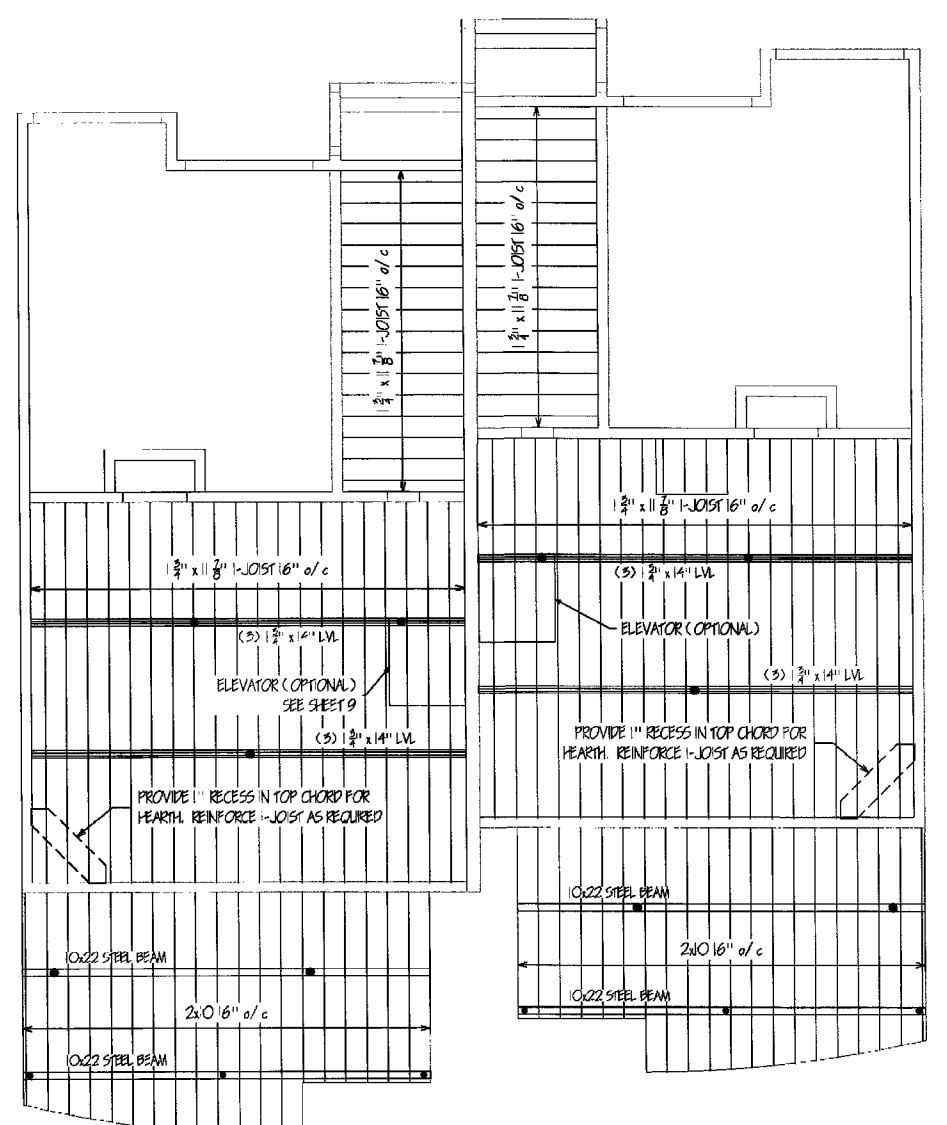 1 3/4" x 11 7/8" I-JOIST 16" o/c
1 3/4" x 11 7/8" I-JOIST 16" o/c
1 3/4" x 11 7/8" I-JOIST 16" o/c
(3) 1 3/4" x 14" LVL
ELEVATOR (OPTIONAL)
SEE SHEET 9
(3) 1 3/4" x 14" LVL
PROVIDE 1" RECESS IN TOP CHORD FOR
HEARTH. REINFORCE I-JOIST AS REQUIRED
10x22 STEEL BEAM
2x10 16" o/c
10x22 STEEL BEAM
1 3/4" x 11 7/8" I-JOIST 16" o/c
(3) 1 3/4" x 14" LVL
ELEVATOR (OPTIONAL)
(3) 1 3/4" x 14" LVL
PROVIDE 1" RECESS IN TOP CHORD FOR
HEARTH. REINFORCE I-JOIST AS REQUIRED
10x22 STEEL BEAM
2x10 16" o/c
10x22 STEEL BEAM